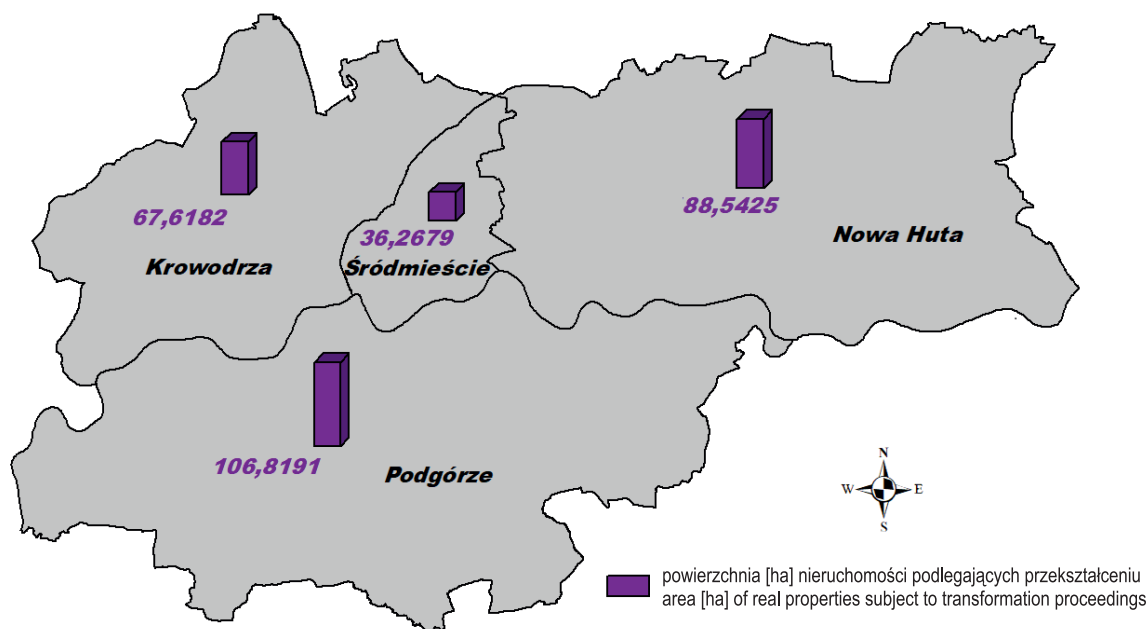 67,6182
Krowodrza
36,2679
Śródmieście
88,5425
Nowa Huta
106,8191
Podgórze
N
W E
S
powierzchnia [ha] nieruchomości podlegających przekształceniu
area [ha] of real properties subject to transformation proceedings